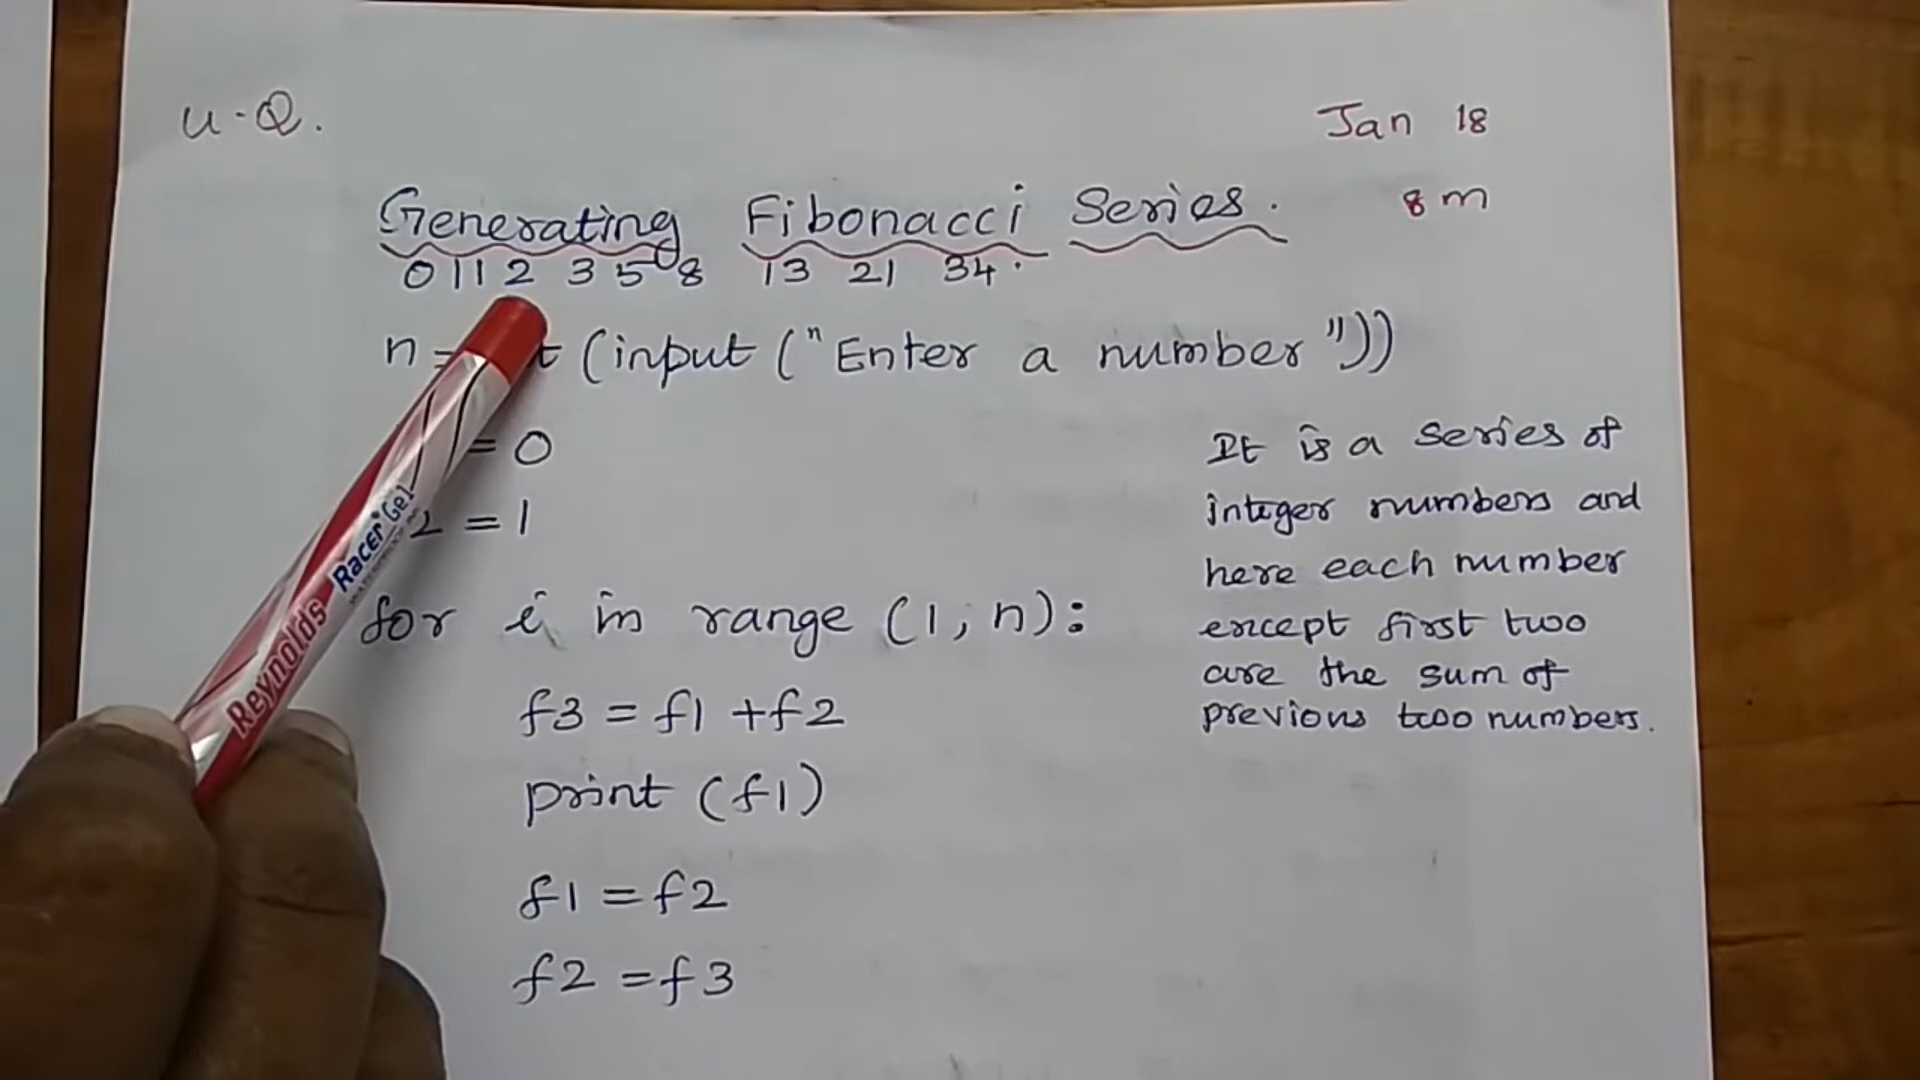 U-Q.
Jan 18
8m
Generating Fibonacci Series.
0 1 1 2 3 5 8 13 21 34.
n = t (input ("Enter a number"))
= 0
2 = 1
for i in range (1, n):
f3 = f1 + f2
print (f1)
f1 = f2
f2 = f3
It is a series of
integer numbers and
here each number
except first two
are the sum of
previous two numbers.
Reynolds Racer Gel